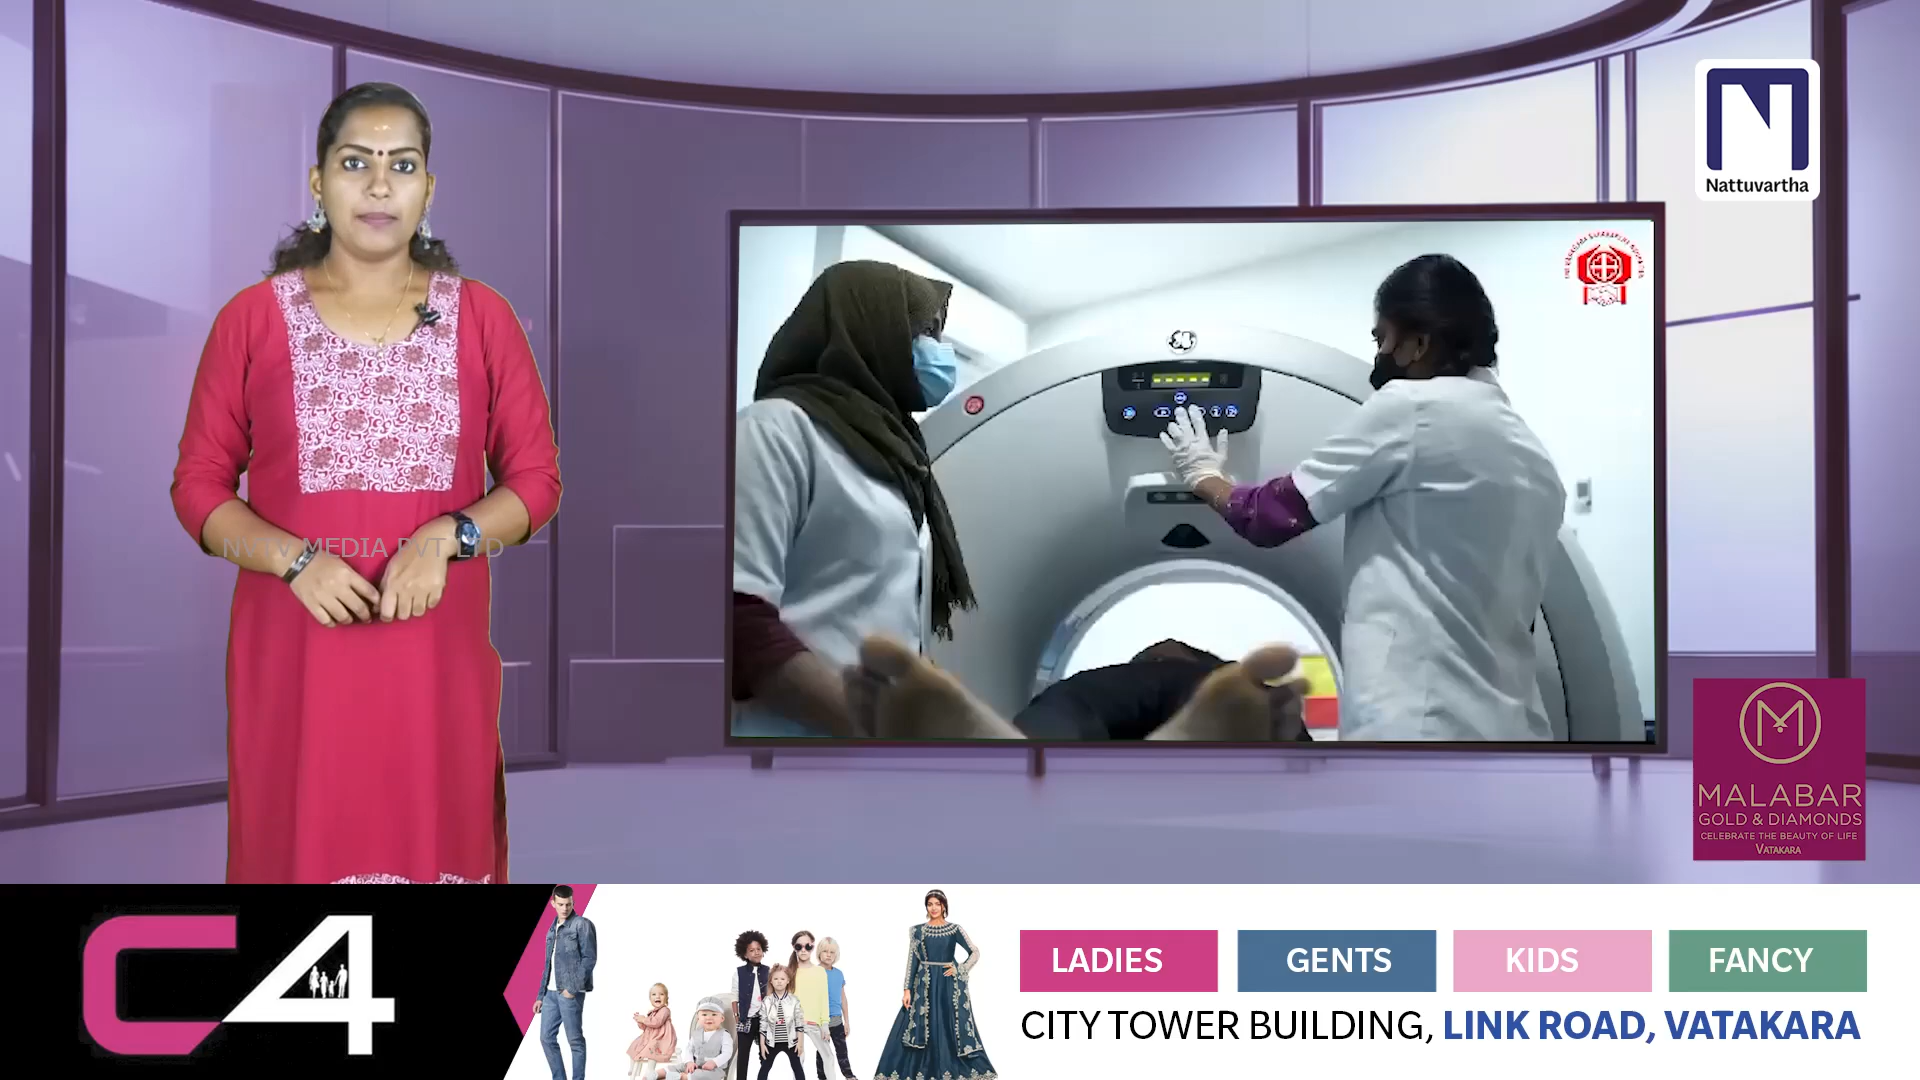 Nattuvartha
NVTV MEDIA PVT LTD
MALABAR
GOLD & DIAMONDS
CELEBRATE THE BEAUTY OF LIFE
VATAKARA
C4
LADIES
GENTS
KIDS
FANCY
CITY TOWER BUILDING, LINK ROAD, VATAKARA